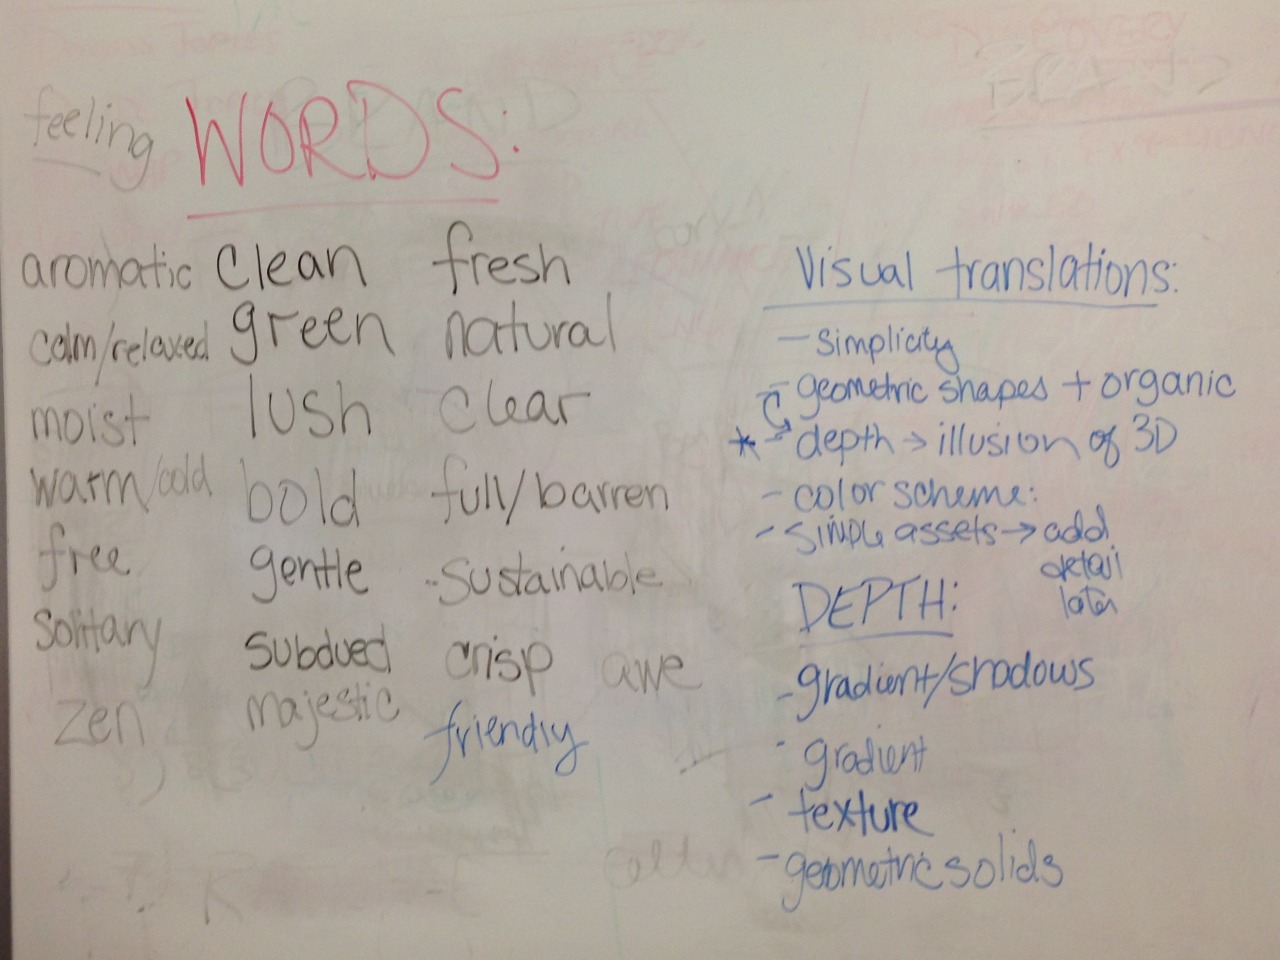 feeling WORDS:
aromatic clean fresh
calm/relaxed green natural
moist lush clear
warm/cold bold full/barren
free gentle -sustainable
solitary subdued crisp awe
zen majestic friendly
Visual translations:
- simplicity
- geometric shapes + organic
* - depth → illusion of 3D
- color scheme:
- simple assets → add
detail
later
DEPTH:
- gradient/shadows
- gradient
- texture
- geometric solids